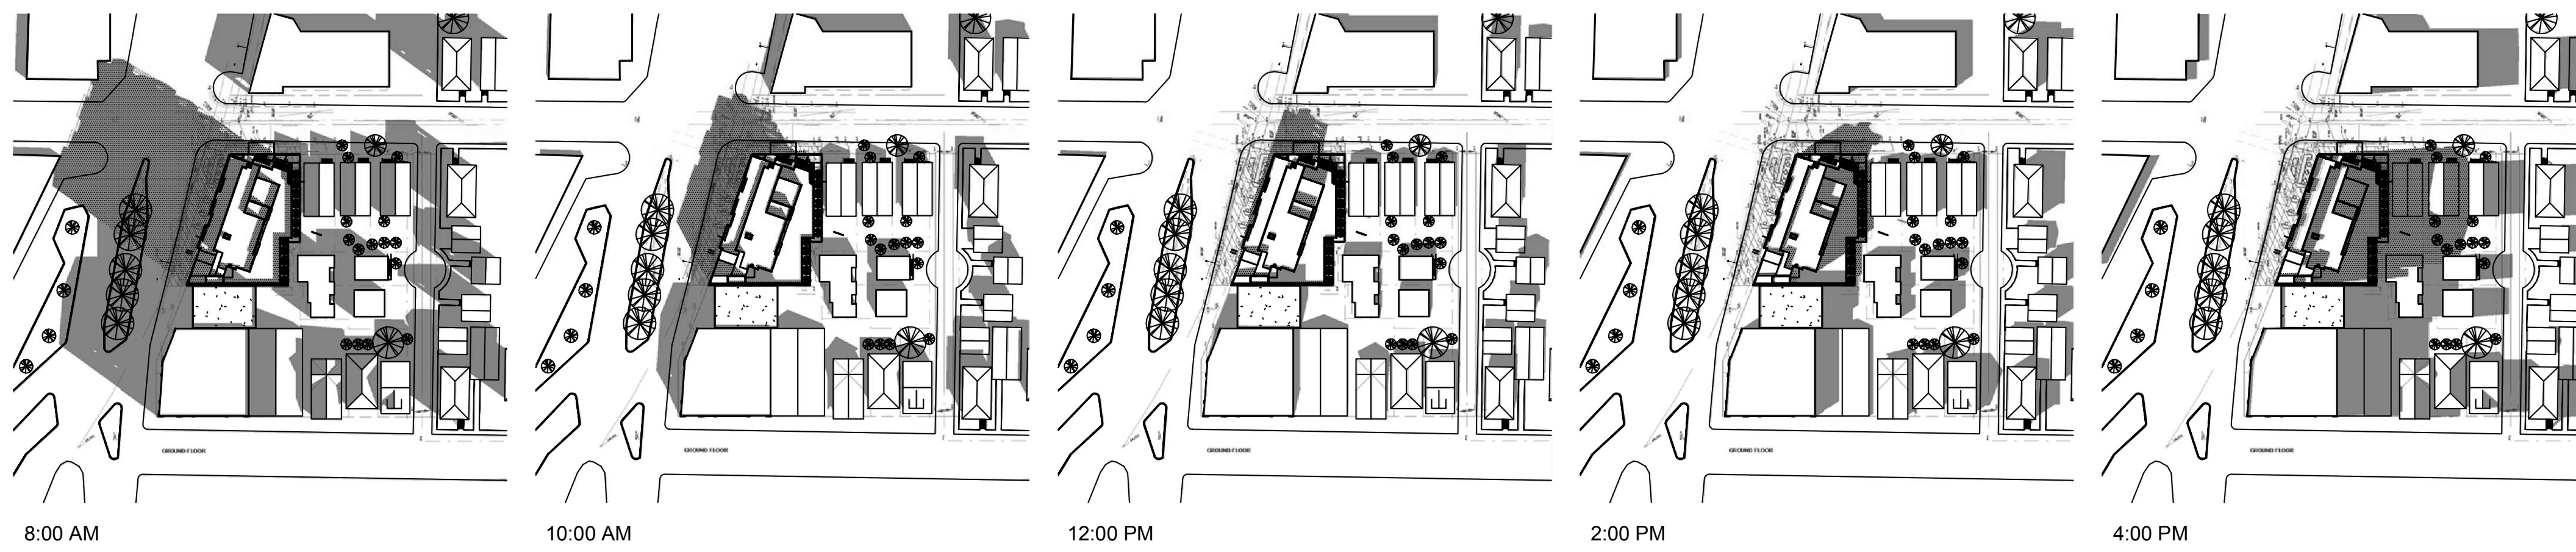 GROUND FLOOR
GROUND FLOOR
GROUND FLOOR
GROUND FLOOR
GROUND FLOOR
8:00 AM
10:00 AM
12:00 PM
2:00 PM
4:00 PM